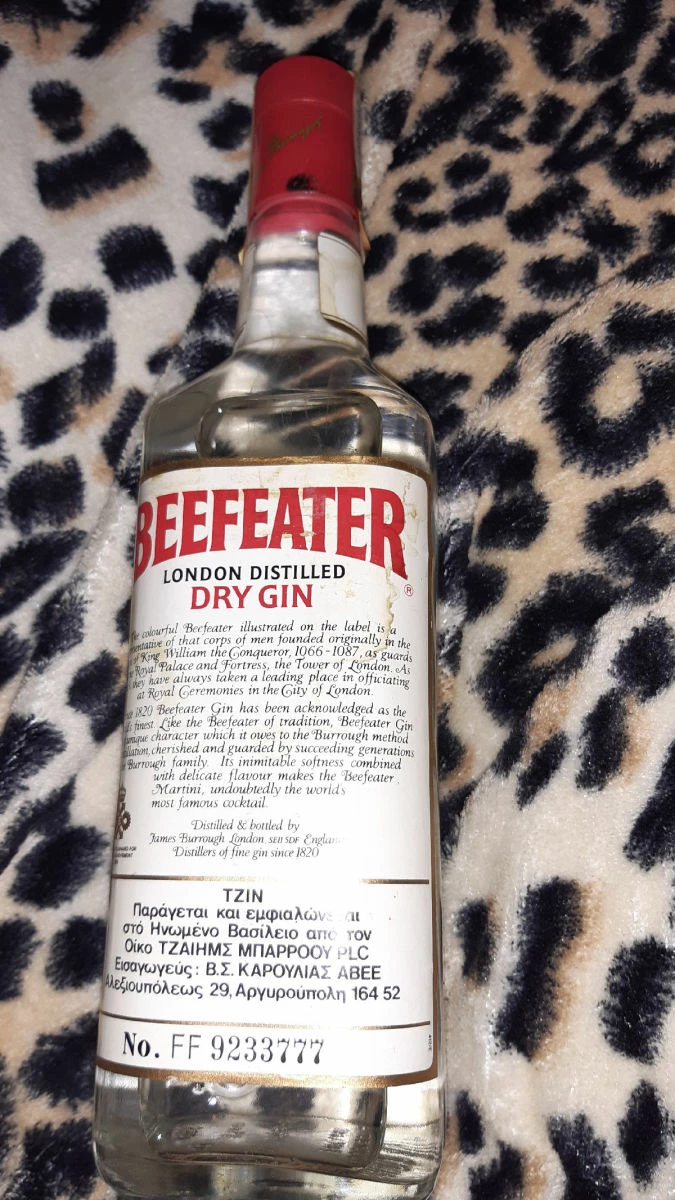 BEEFEATER
®
LONDON DISTILLED
DRY GIN
colourful Beefeater illustrated on the label is a
of that corps of men founded originally in the
of King William the Conqueror, 1066-1087, as guards
Royal Palace and Fortress, the Tower of London. As
they have always taken a leading place in officiating
at Royal Ceremonies in the City of London.
1820 Beefeater Gin has been acknowledged as the
finest. Like the Beefeater of tradition, Beefeater Gin
character which it owes to the Burrough method
cherished and guarded by succeeding generations
Burrough family. Its inimitable softness combined
with delicate flavour makes the Beefeater
Martini, undoubtedly the world's
most famous cocktail.
Distilled & bottled by
James Burrough London, SE11 5DF
Distillers of fine gin since 1820
ΤΖΙΝ
Παράγεται και
στό Ηνωμένο Βασίλειο από τον
Οίκο ΤΖΑΙΗΜΣ ΜΠΑΡΡΟΟΥ PLC
Εισαγωγεύς: Β.Σ. ΚΑΡΟΥΛΙΑΣ ΑΒΕΕ
Αλεξιουπόλεως 29, Αργυρούπολη 164 52
No. FF 9233777